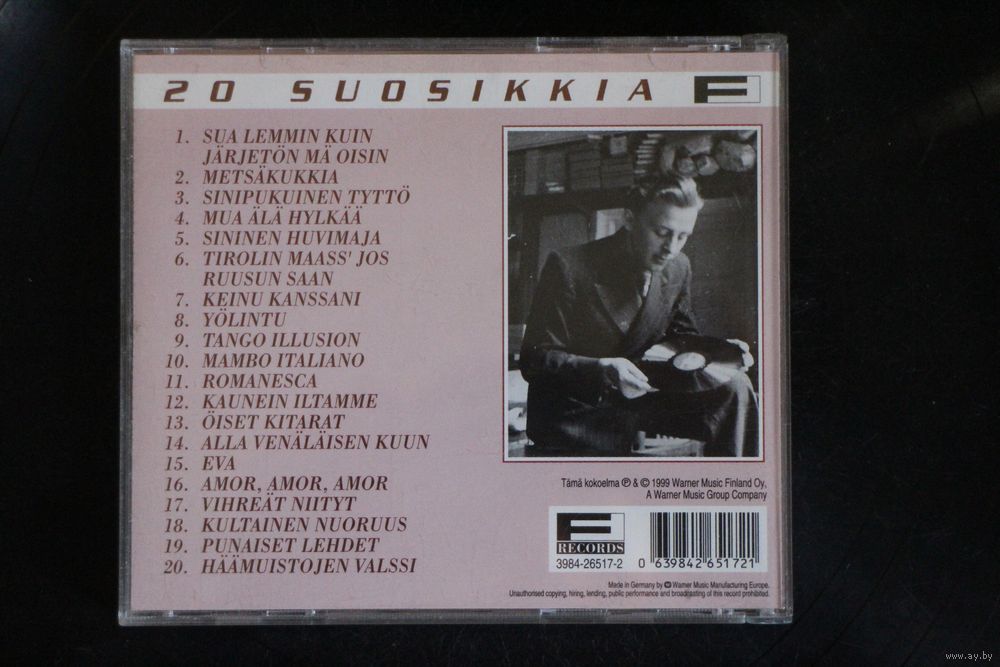 20 SUOSIKKIA F
1. SUA LEMMIN KUIN
JÄRJETÖN MÄ OISIN
2. METSÄKUKKIA
3. SINIPUKUINEN TYTTÖ
4. MUA ÄLÄ HYLKÄÄ
5. SININEN HUVIMAJA
6. TIROLIN MAASS' JOS
RUUSUN SAAN
7. KEINU KANSSANI
8. YÖLINTU
9. TANGO ILLUSION
10. MAMBO ITALIANO
11. ROMANESCA
12. KAUNEIN ILTAMME
13. ÖISET KITARAT
14. ALLA VENÄLÄISEN KUUN
15. EVA
16. AMOR, AMOR, AMOR
17. VIHREÄT NIITYT
18. KULTAINEN NUORUUS
19. PUNAISET LEHDET
20. HÄÄMUISTOJEN VALSSI
Tämä kokoelma ℗ & © 1999 Warner Music Finland Oy.
A Warner Music Group Company
F
RECORDS
3984-26517-2
0 639842 651721
Made in Germany by Warner Music Manufacturing Europe.
Unauthorised copying, hiring, lending, public performance and broadcasting of this record prohibited.
www.ay.by